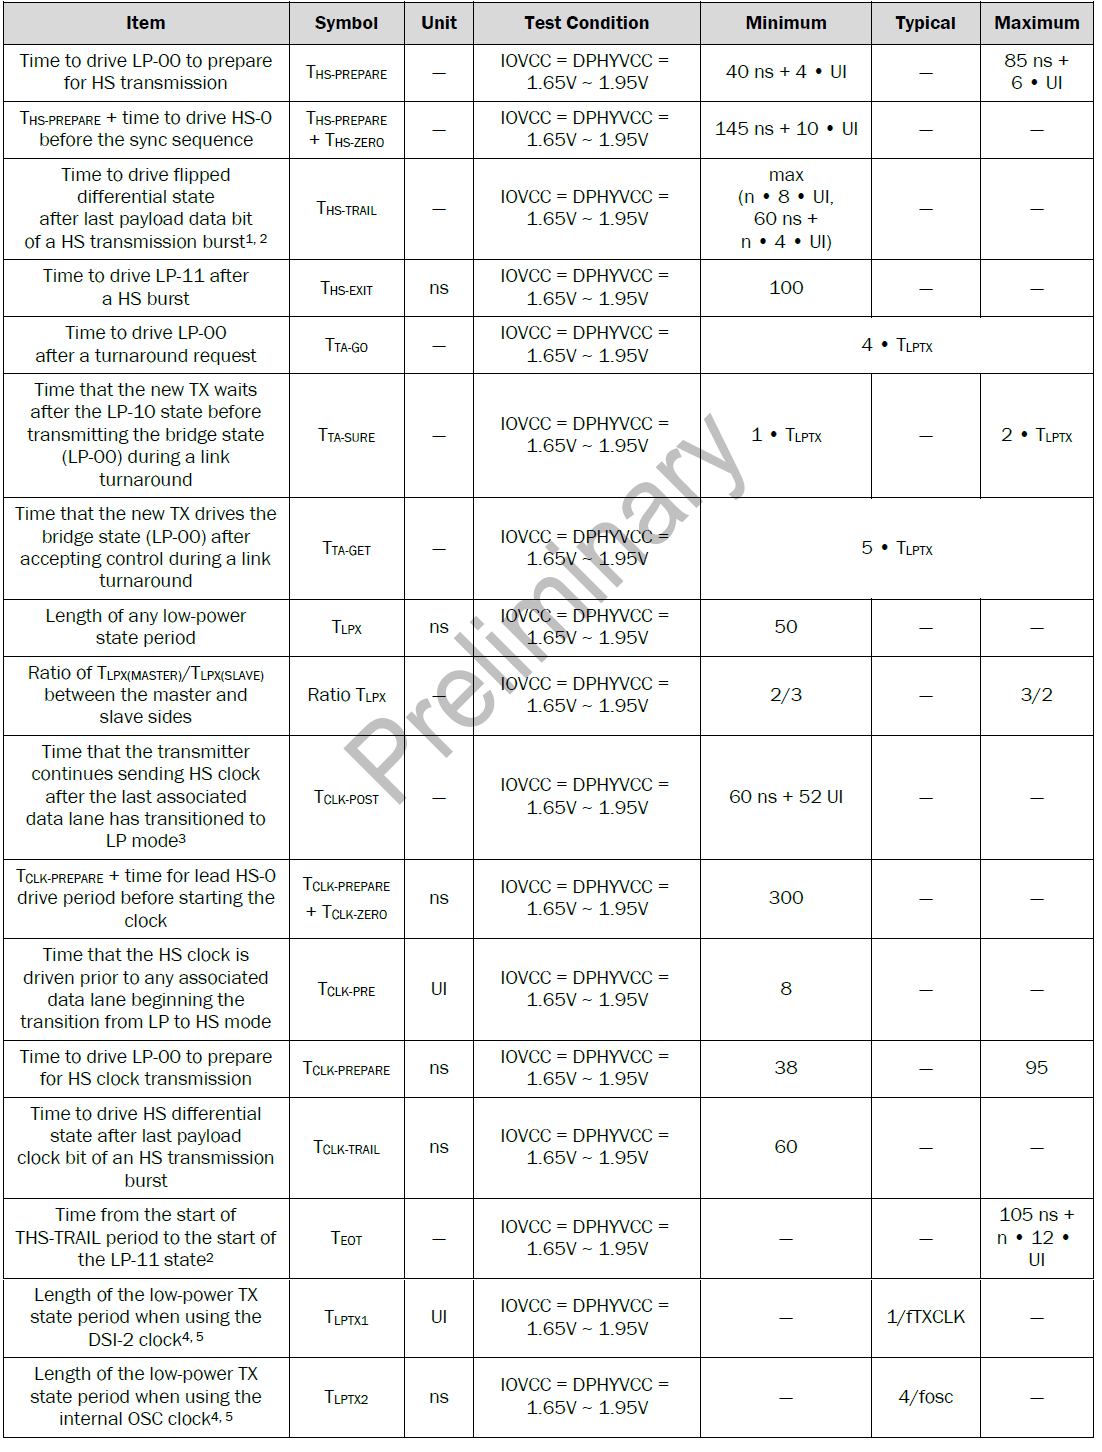 Item Symbol Unit Test Condition Minimum Typical Maximum
Time to drive LP-00 to prepare
for HS transmission
THS-PREPARE
—
IOVCC = DPHYVCC =
1.65V ~ 1.95V
40 ns + 4 • UI
—
85 ns +
6 • UI
THS-PREPARE + time to drive HS-0
before the sync sequence
THS-PREPARE
+ THS-ZERO
—
IOVCC = DPHYVCC =
1.65V ~ 1.95V
145 ns + 10 • UI
—
—
Time to drive flipped
differential state
after last payload data bit
of a HS transmission burst1, 2
THS-TRAIL
—
IOVCC = DPHYVCC =
1.65V ~ 1.95V
max
(n • 8 • UI,
60 ns +
n • 4 • UI)
—
—
Time to drive LP-11 after
a HS burst
THS-EXIT
ns
IOVCC = DPHYVCC =
1.65V ~ 1.95V
100
—
—
Time to drive LP-00
after a turnaround request
TTA-GO
—
IOVCC = DPHYVCC =
1.65V ~ 1.95V
4 • TLPTX
Time that the new TX waits
after the LP-10 state before
transmitting the bridge state
(LP-00) during a link
turnaround
TTA-SURE
—
IOVCC = DPHYVCC =
1.65V ~ 1.95V
1 • TLPTX
—
2 • TLPTX
Time that the new TX drives the
bridge state (LP-00) after
accepting control during a link
turnaround
TTA-GET
—
IOVCC = DPHYVCC =
1.65V ~ 1.95V
5 • TLPTX
Length of any low-power
state period
TLPX
ns
IOVCC = DPHYVCC =
1.65V ~ 1.95V
50
—
—
Ratio of TLPX(MASTER)/TLPX(SLAVE)
between the master and
slave sides
Ratio TLPX
—
IOVCC = DPHYVCC =
1.65V ~ 1.95V
2/3
—
3/2
Time that the transmitter
continues sending HS clock
after the last associated
data lane has transitioned to
LP mode3
TCLK-POST
—
IOVCC = DPHYVCC =
1.65V ~ 1.95V
60 ns + 52 UI
—
—
TCLK-PREPARE + time for lead HS-0
drive period before starting the
clock
TCLK-PREPARE
+ TCLK-ZERO
ns
IOVCC = DPHYVCC =
1.65V ~ 1.95V
300
—
—
Time that the HS clock is
driven prior to any associated
data lane beginning the
transition from LP to HS mode
TCLK-PRE
UI
IOVCC = DPHYVCC =
1.65V ~ 1.95V
8
—
—
Time to drive LP-00 to prepare
for HS clock transmission
TCLK-PREPARE
ns
IOVCC = DPHYVCC =
1.65V ~ 1.95V
38
—
95
Time to drive HS differential
state after last payload
clock bit of an HS transmission
burst
TCLK-TRAIL
ns
IOVCC = DPHYVCC =
1.65V ~ 1.95V
60
—
—
Time from the start of
THS-TRAIL period to the start of
the LP-11 state2
TEOT
—
IOVCC = DPHYVCC =
1.65V ~ 1.95V
—
—
105 ns +
n • 12 •
UI
Length of the low-power TX
state period when using the
DSI-2 clock4, 5
TLPTX1
UI
IOVCC = DPHYVCC =
1.65V ~ 1.95V
—
1/fTXCLK
—
Length of the low-power TX
state period when using the
internal OSC clock4, 5
TLPTX2
ns
IOVCC = DPHYVCC =
1.65V ~ 1.95V
—
4/fosc
—
Preliminary